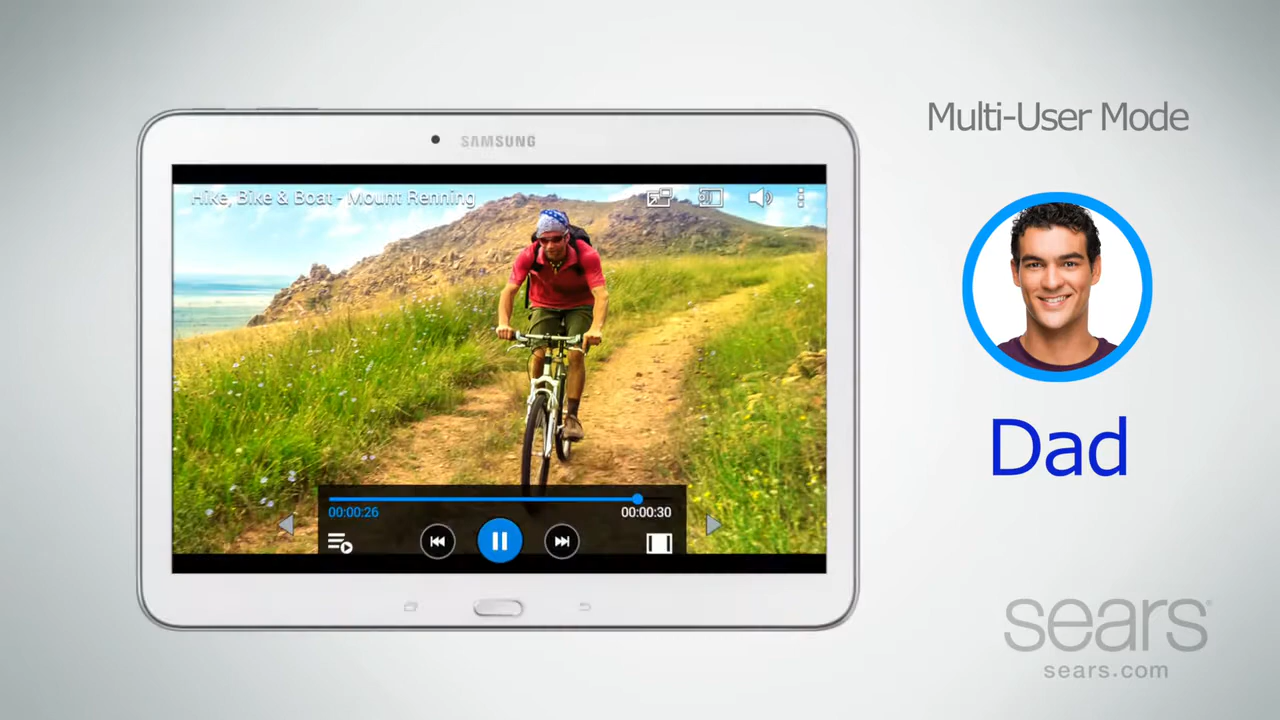 Multi-User Mode
SAMSUNG
Hike, Bike & Boat - Mount Renning
Dad
00:00:26
00:00:30
sears
sears.com